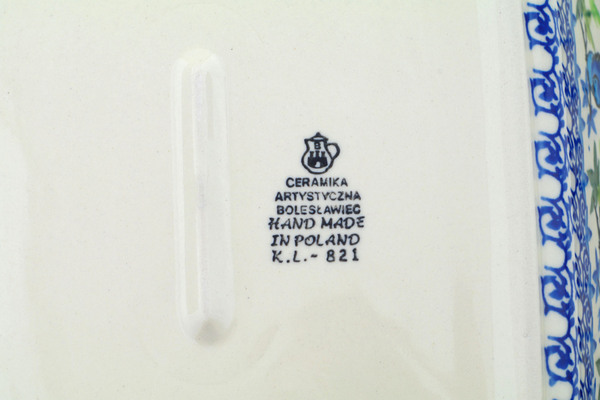 B
CERAMIKA
ARTYSTYCZNA
BOLESŁAWIEC
HAND MADE
IN POLAND
K.L.~ 821